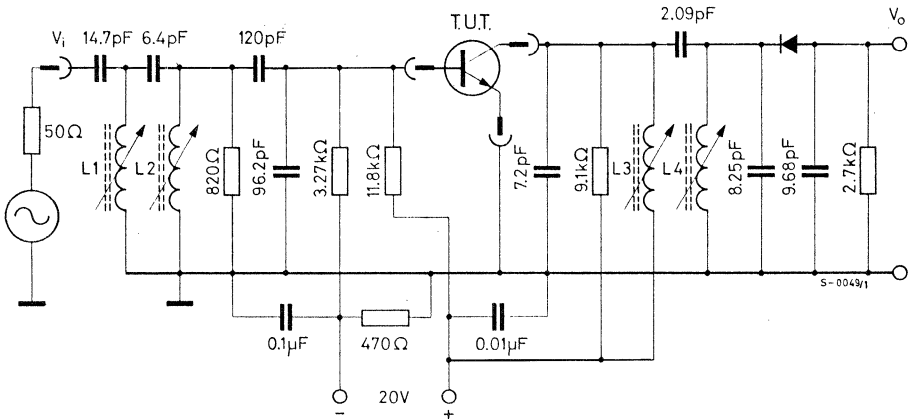 T.U.T.
2.09pF
Vo
Vi
14.7pF
6.4pF
120pF
50Ω
L1
L2
820Ω
96.2pF
3.27kΩ
11.8kΩ
7.2pF
9.1kΩ
L3
L4
8.25pF
9.68pF
2.7kΩ
S-0049/1
0.1μF
470Ω
0.01μF
-
20V
+